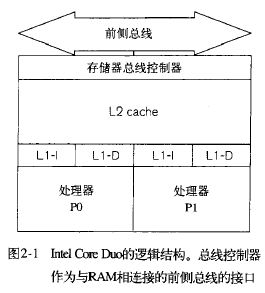 前侧总线
存储器总线控制器
L2 cache
L1-I L1-D L1-I L1-D
处理器 处理器
P0 P1
图2-1 Intel Core Duo的逻辑结构。总线控制器
作为与RAM相连接的前侧总线的接口